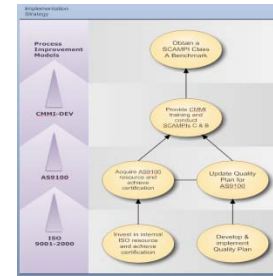 Implementation
Strategy
Process
Improvement
Models
Obtain a
SCAMPI Class
A Benchmark
CMMI-DEV
Provide CMMI
training and
conduct
SCAMPIs C & B
AS9100
Acquire AS9100
resource and
achieve
certification
Update Quality
Plan for
AS9100
ISO
9001-2000
Invest in internal
ISO resource
and achieve
certification
Develop &
implement
Quality Plan